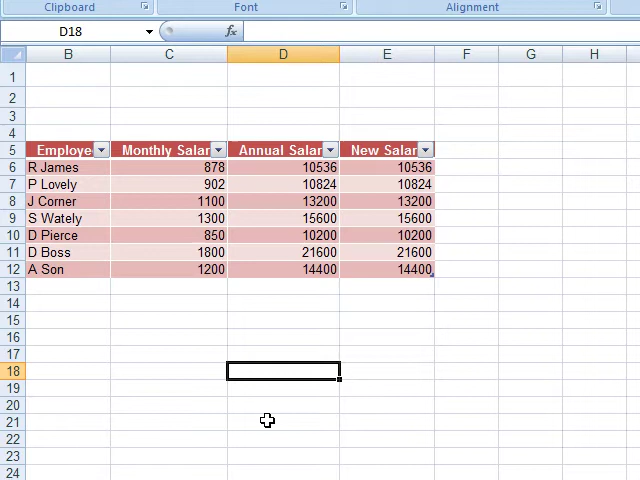 Clipboard Font Alignment
D18 fx
B C D E F G H
1
2
3
4
5 Employe Monthly Salar Annual Salar New Salar
6 R James 878 10536 10536
7 P Lovely 902 10824 10824
8 J Corner 1100 13200 13200
9 S Wately 1300 15600 15600
10 D Pierce 850 10200 10200
11 D Boss 1800 21600 21600
12 A Son 1200 14400 14400
13
14
15
16
17
18
19
20
21
22
23
24